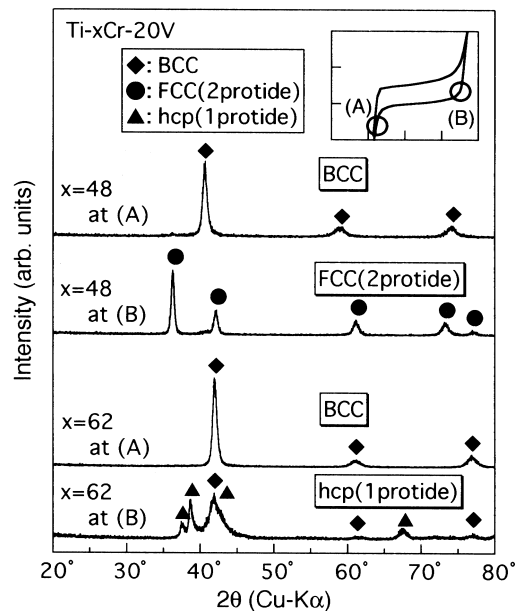 Ti-xCr-20V
◆: BCC
●: FCC(2protide)
▲: hcp(1protide)
(A)
(B)
x=48
at (A)
BCC
x=48
at (B)
FCC(2protide)
x=62
at (A)
BCC
x=62
at (B)
hcp(1protide)
Intensity (arb. units)
20° 30° 40° 50° 60° 70° 80°
2θ (Cu-Kα)